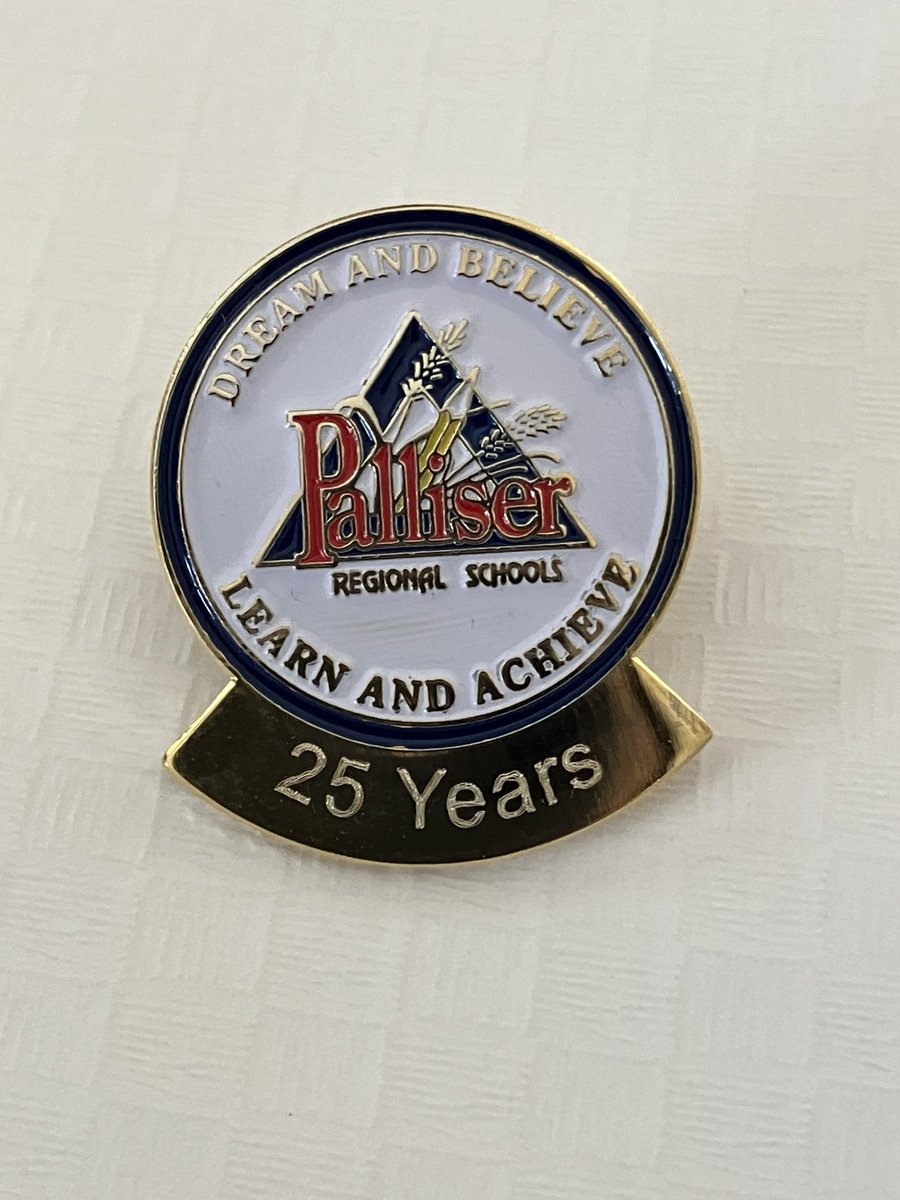 DREAM AND BELIEVE
Palliser
REGIONAL SCHOOLS
LEARN AND ACHIEVE
25 Years